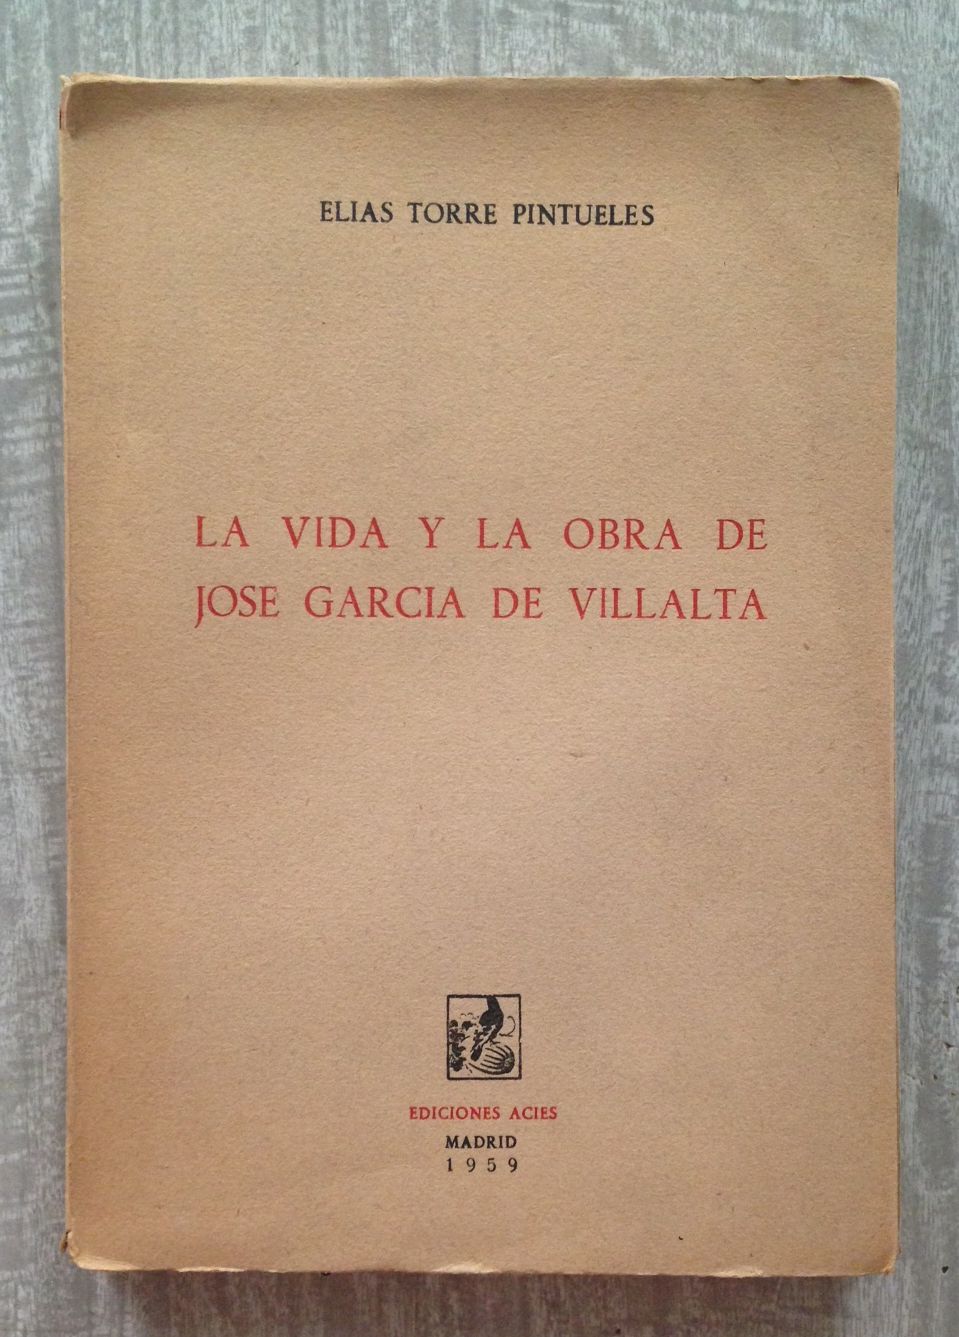 ELIAS TORRE PINTUELES
LA VIDA Y LA OBRA DE
JOSE GARCIA DE VILLALTA
EDICIONES ACIES
MADRID
1959